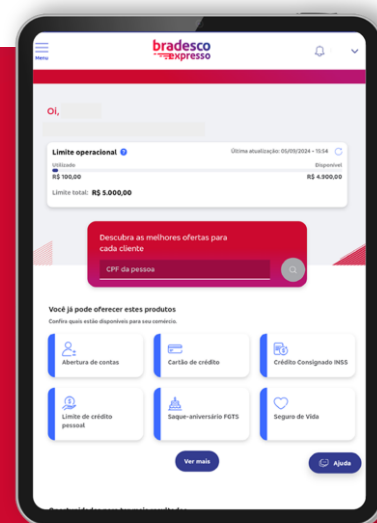 bradesco
expresso
Menu
Oi,
Limite operacional ?
Última atualização: 05/09/2024 - 11:54
Utilizado
Disponível
R$ 100,00
R$ 4.900,00
Limite total: R$ 5.000,00
Descubra as melhores ofertas para
cada cliente
CPF da pessoa
Você já pode oferecer estes produtos
Confira quais estão disponíveis para seu comércio.
Abertura de contas
Cartão de crédito
Crédito Consignado INSS
Limite de crédito
pessoal
Saque-aniversário FGTS
Seguro de Vida
Ver mais
Ajuda